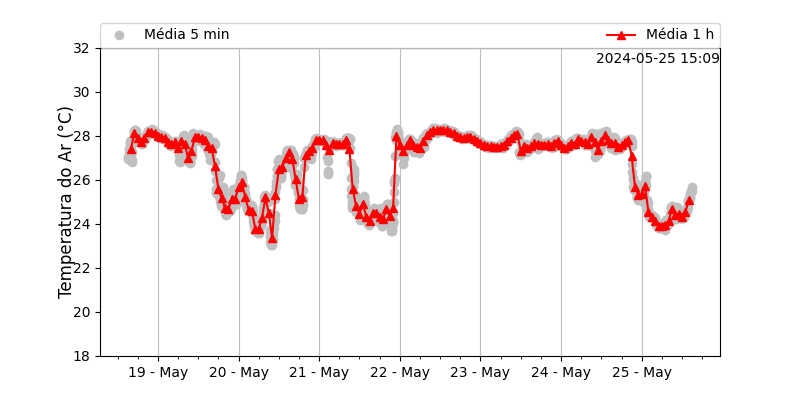 Média 5 min
Média 1 h
2024-05-25 15:09
Temperatura do Ar (°C)
32
30
28
26
24
22
20
18
19 - May
20 - May
21 - May
22 - May
23 - May
24 - May
25 - May